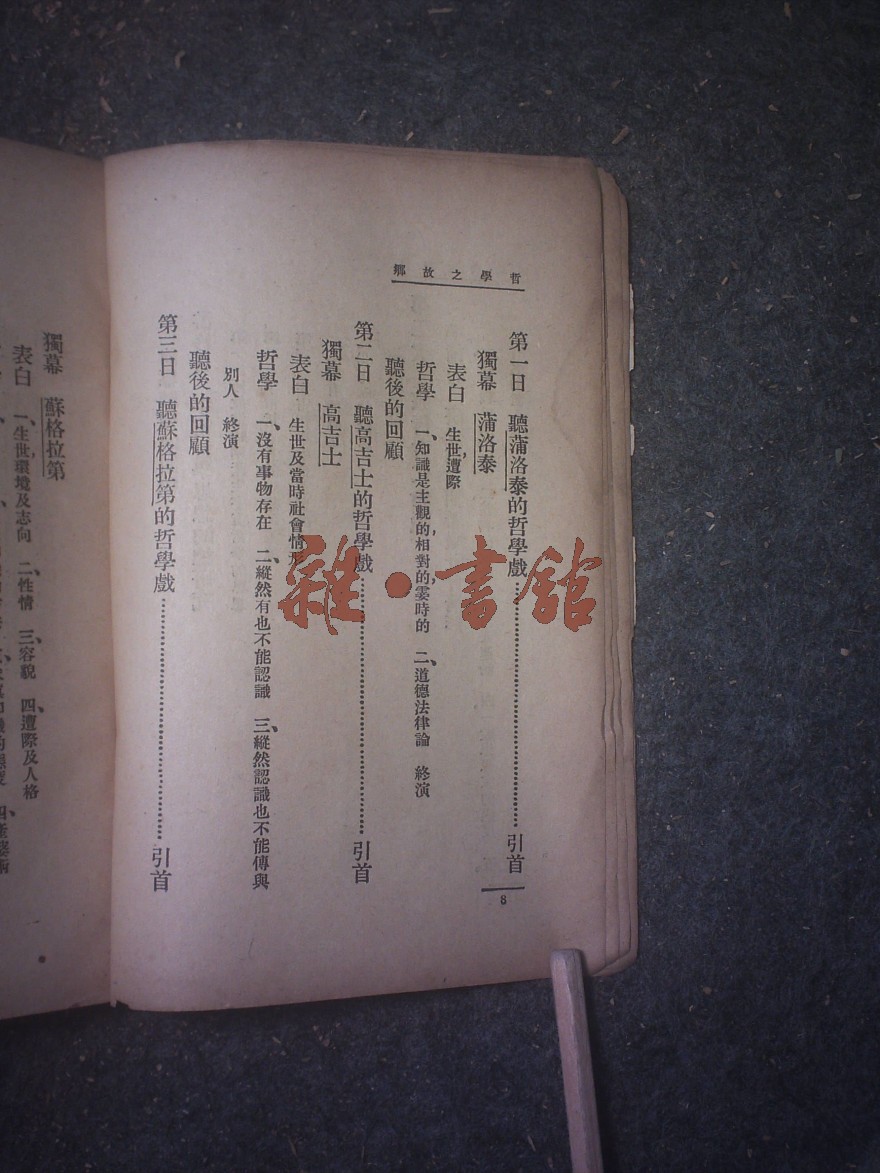 哲學之故鄉
第一日　聽蒲洛泰的哲學戲……引首
獨幕　蒲洛泰
表白　生世、遭際
哲學　一、知識是主觀的相對的霎時的　二、道德法律論　終演
聽後的回顧
第二日　聽高吉士的哲學戲……引首
獨幕　高吉士
表白　生世及當時社會情形
哲學　一、沒有事物存在　二、縱然有也不能認識　三、縱然認識也不能傳與
別人　終演
聽後的回顧
第三日　聽蘇格拉第的哲學戲……引首
8
獨幕　蘇格拉第
表白　一、生世環境及志向　二、性情　三、容貌　四、遭際及人格
雜·書館